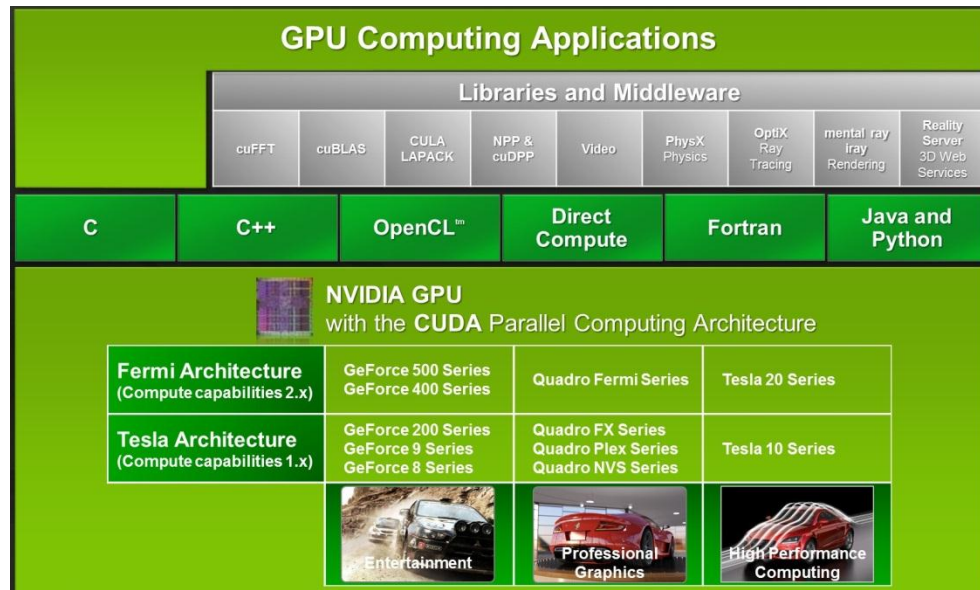 GPU Computing Applications
Libraries and Middleware
cuFFT
cuBLAS
CULA
LAPACK
NPP &
cuDPP
Video
PhysX
Physics
OptiX
Ray
Tracing
mental ray
Iray
Rendering
Reality
Server
3D Web
Services
C
C++
OpenCL™
Direct
Compute
Fortran
Java and
Python
NVIDIA GPU
with the CUDA Parallel Computing Architecture
Fermi Architecture
(Compute capabilities 2.x)
GeForce 500 Series
GeForce 400 Series
Quadro Fermi Series
Tesla 20 Series
Tesla Architecture
(Compute capabilities 1.x)
GeForce 200 Series
GeForce 9 Series
GeForce 8 Series
Quadro FX Series
Quadro Plex Series
Quadro NVS Series
Tesla 10 Series
Entertainment
Professional
Graphics
High Performance
Computing